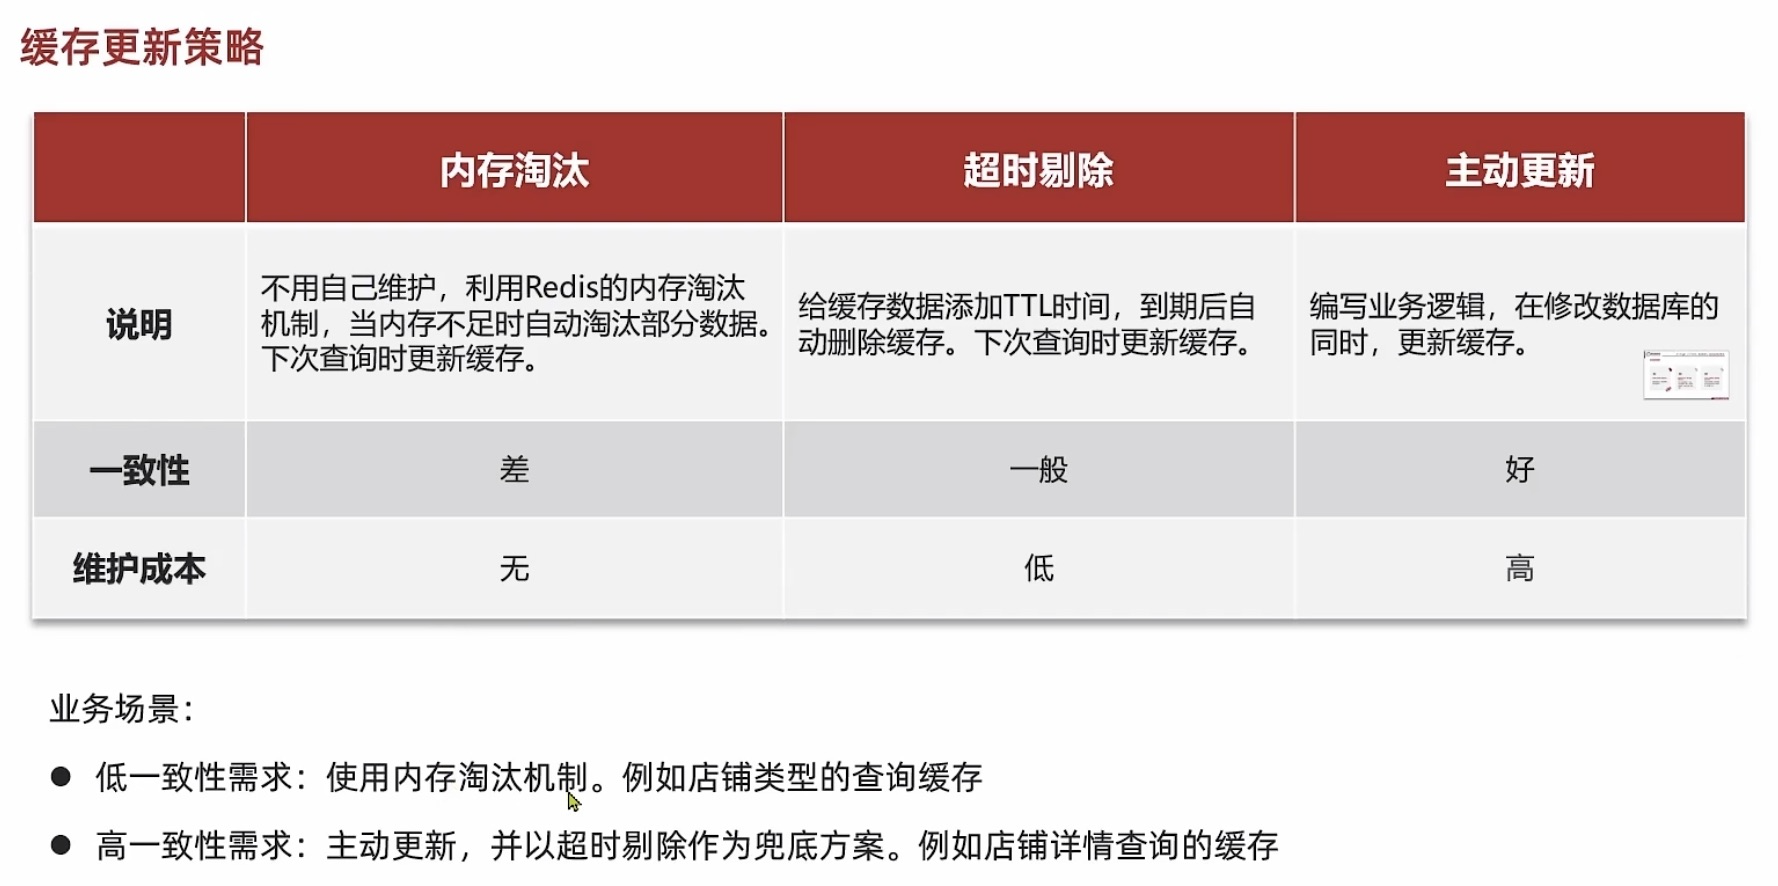 缓存更新策略
内存淘汰
超时剔除
主动更新
说明
不用自己维护，利用Redis的内存淘汰
机制，当内存不足时自动淘汰部分数据。
下次查询时更新缓存。
给缓存数据添加TTL时间，到期后自
动删除缓存。下次查询时更新缓存。
编写业务逻辑，在修改数据库的
同时，更新缓存。
一致性
差
一般
好
维护成本
无
低
高
业务场景：
● 低一致性需求：使用内存淘汰机制。例如店铺类型的查询缓存
● 高一致性需求：主动更新，并以超时剔除作为兜底方案。例如店铺详情查询的缓存